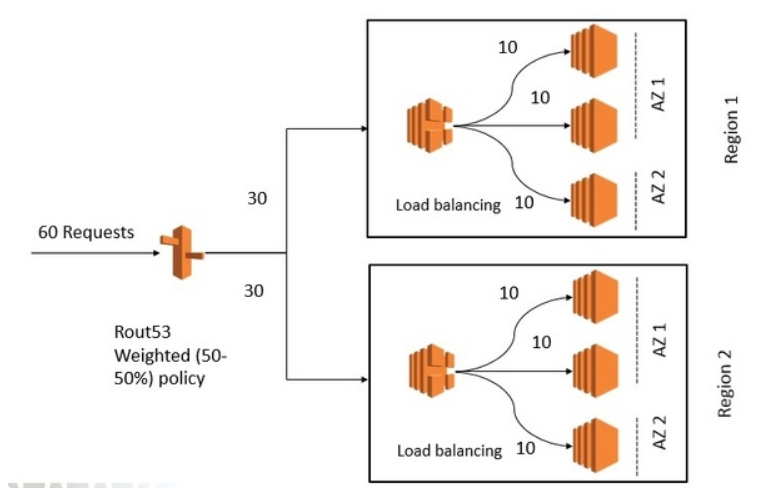 60 Requests
Rout53
Weighted (50-
50%) policy
30
30
10
10
10
Load balancing
AZ 1
AZ 2
Region 1
10
10
10
Load balancing
AZ 1
AZ 2
Region 2